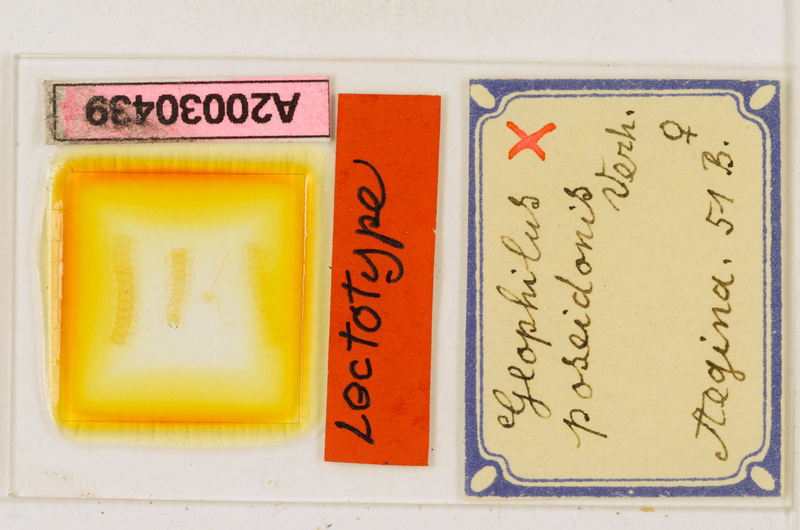 A20030439
Lectotype
X
Geophilus
poseidonis
Verh.
♀
Aegina. 51 B.